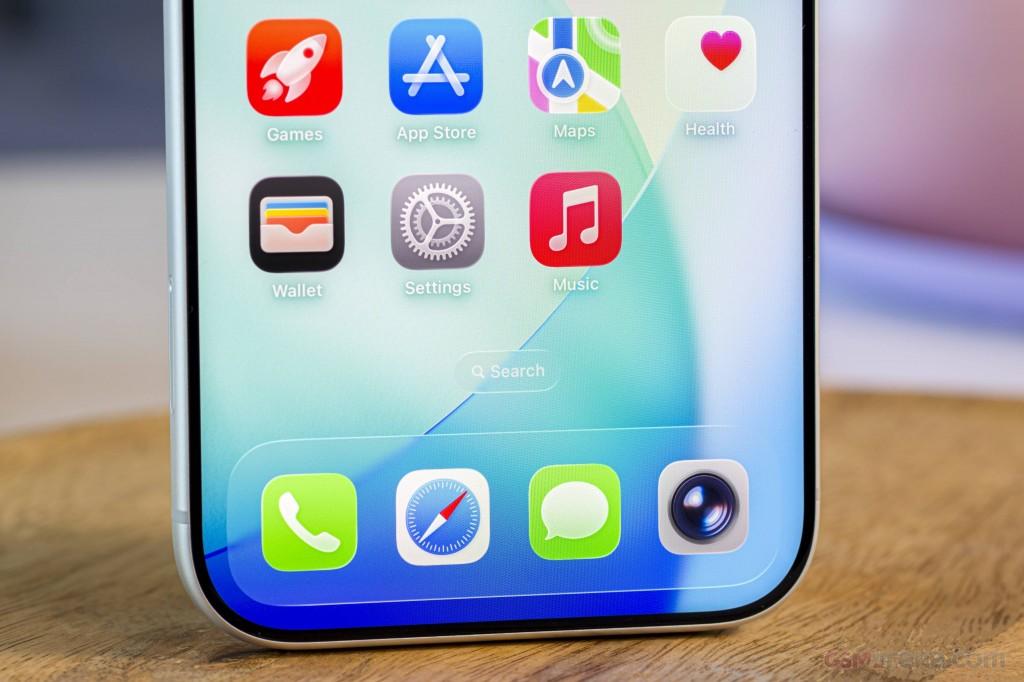 Games
App Store
Maps
Health
Wallet
Settings
Music
Search
GSMArena.com